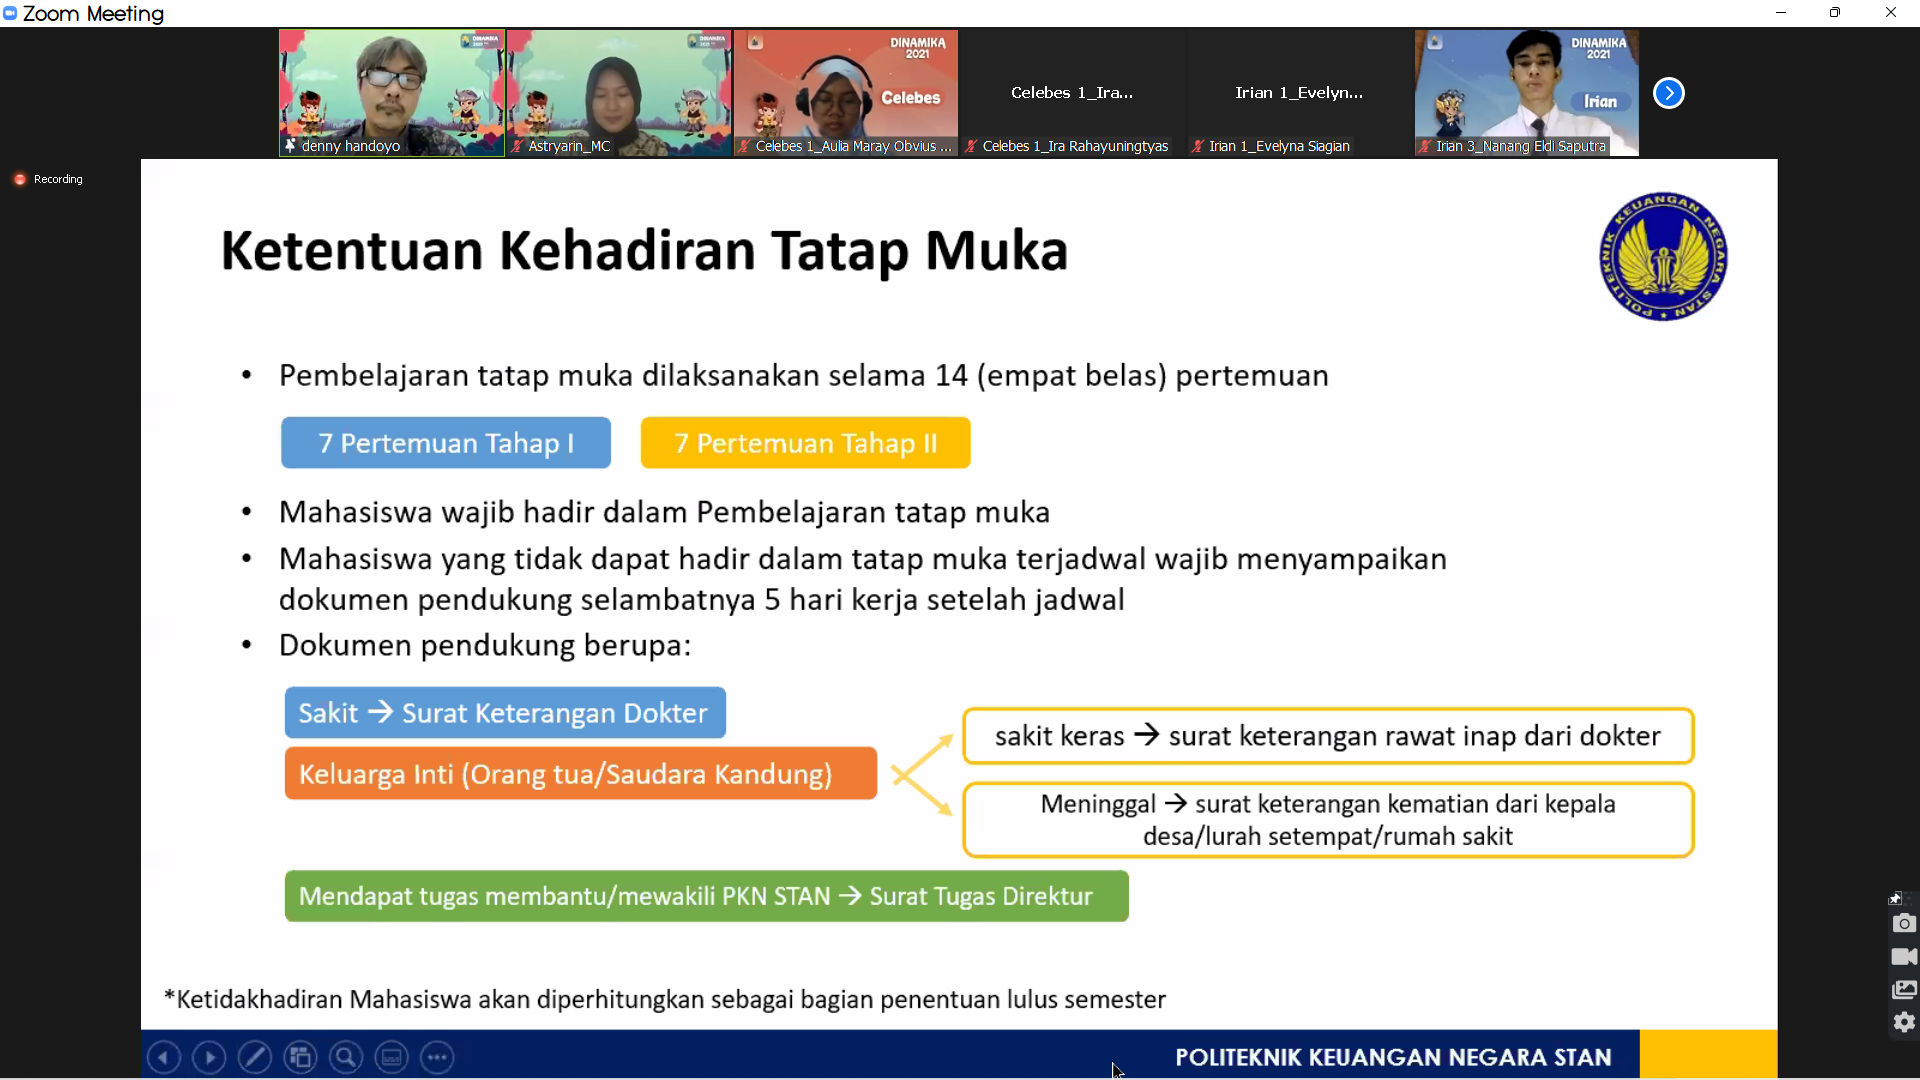 Zoom Meeting
DINAMIKA
2021
DINAMIKA
2021
Celebes
Celebes 1_Ira...
Irian 1_Evelyn...
DINAMIKA
2021
Irian
denny handoyo
Astryarin_MC
Celebes 1_Aulia Maray Obvius ...
Celebes 1_Ira Rahayuningtyas
Irian 1_Evelyna Siagian
Irian 3_Nanang Eldi Saputra
Recording
POLITEKNIK KEUANGAN NEGARA STAN
Ketentuan Kehadiran Tatap Muka
• Pembelajaran tatap muka dilaksanakan selama 14 (empat belas) pertemuan
7 Pertemuan Tahap I
7 Pertemuan Tahap II
• Mahasiswa wajib hadir dalam Pembelajaran tatap muka
• Mahasiswa yang tidak dapat hadir dalam tatap muka terjadwal wajib menyampaikan
dokumen pendukung selambatnya 5 hari kerja setelah jadwal
• Dokumen pendukung berupa:
Sakit → Surat Keterangan Dokter
Keluarga Inti (Orang tua/Saudara Kandung)
sakit keras → surat keterangan rawat inap dari dokter
Meninggal → surat keterangan kematian dari kepala
desa/lurah setempat/rumah sakit
Mendapat tugas membantu/mewakili PKN STAN → Surat Tugas Direktur
*Ketidakhadiran Mahasiswa akan diperhitungkan sebagai bagian penentuan lulus semester
POLITEKNIK KEUANGAN NEGARA STAN